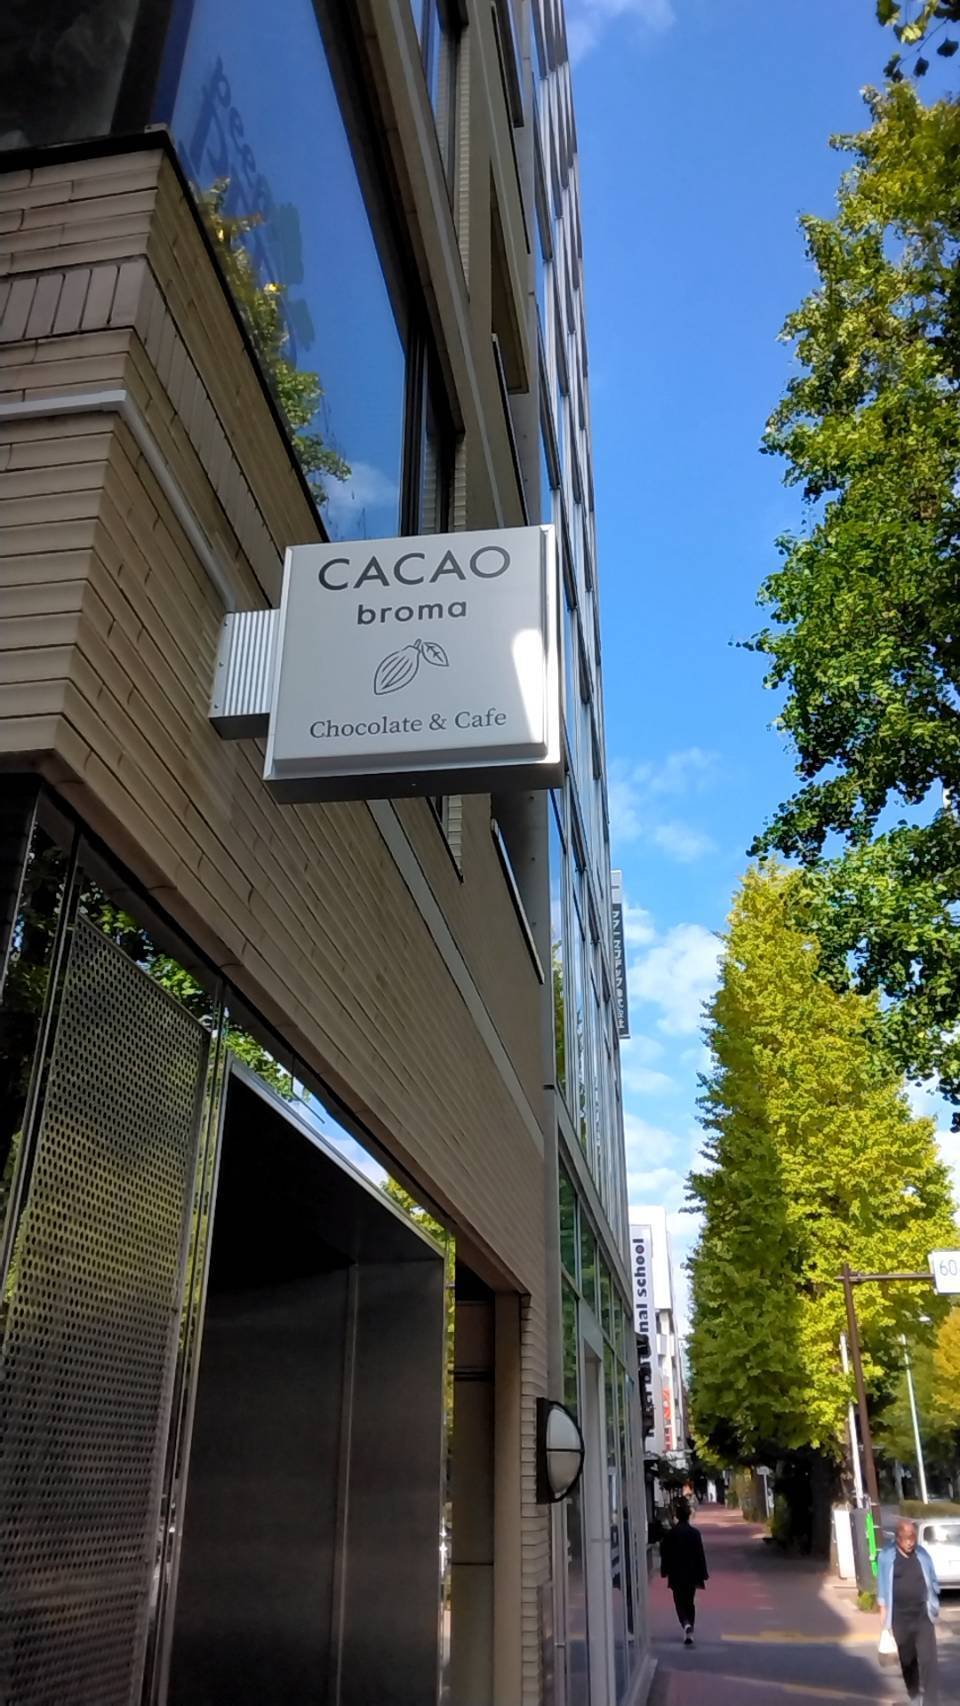 CACAO
broma
Chocolate & Cafe
nal school
60